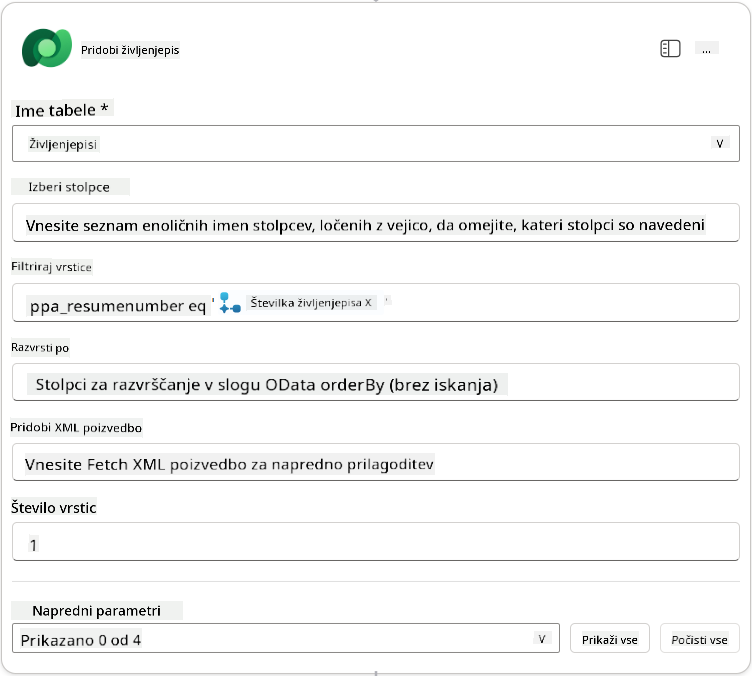 Pridobi življenjepis
...
Ime tabele *
Življenjepisi
V
Izberi stolpce
Vnesite seznam enoličnih imen stolpcev, ločenih z vejico, da omejite, kateri stolpci so navedeni
Filtriraj vrstice
ppa_resumenumber eq ' Številka življenjepisa X '
Razvrsti po
Stolpci za razvrščanje v slogu OData orderBy (brez iskanja)
Pridobi XML poizvedbo
Vnesite Fetch XML poizvedbo za napredno prilagoditev
Število vrstic
1
Napredni parametri
Prikazano 0 od 4 V Prikaži vse Počisti vse